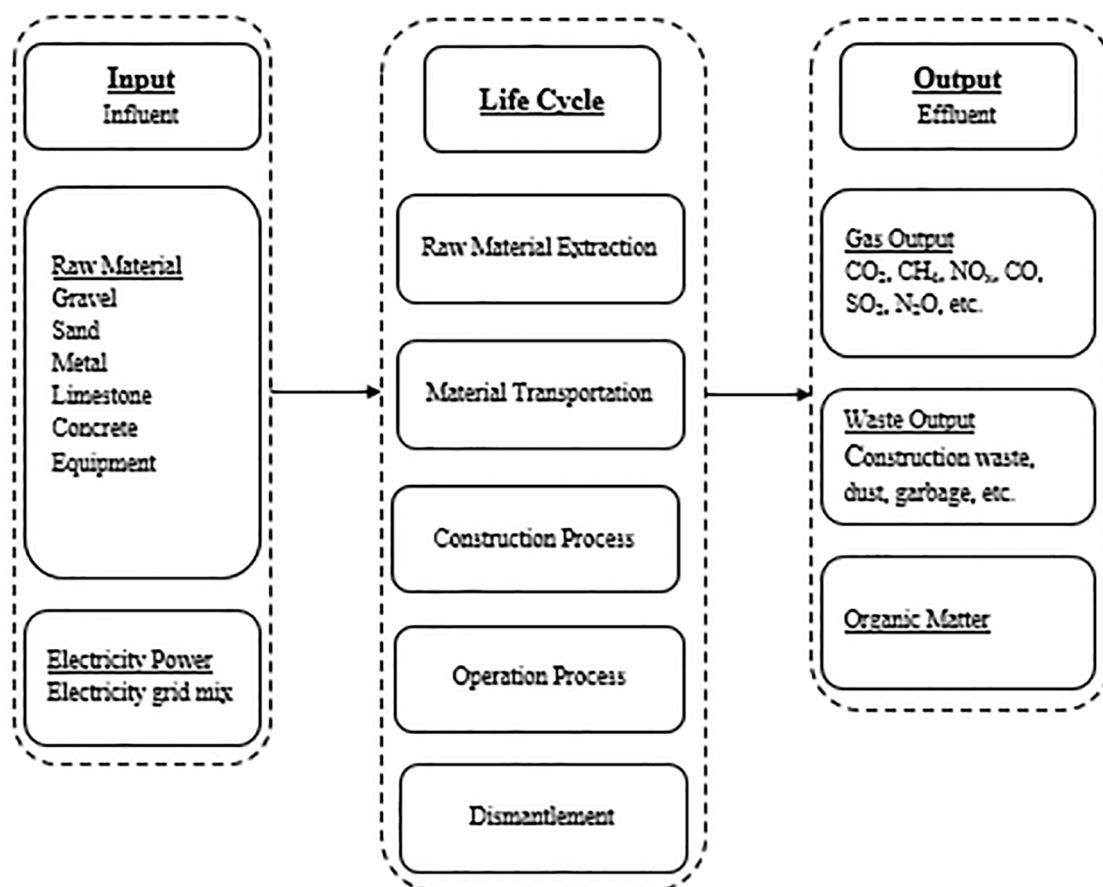 Input
Influent
Raw Material
Gravel
Sand
Metal
Limestone
Concrete
Equipment
Electricity Power
Electricity grid mix
Life Cycle
Raw Material Extraction
Material Transportation
Construction Process
Operation Process
Dismantlement
Output
Effluent
Gas Output
CO₂, CH₄, NOₓ, CO,
SO₂, N₂O, etc.
Waste Output
Construction waste,
dust, garbage, etc.
Organic Matter